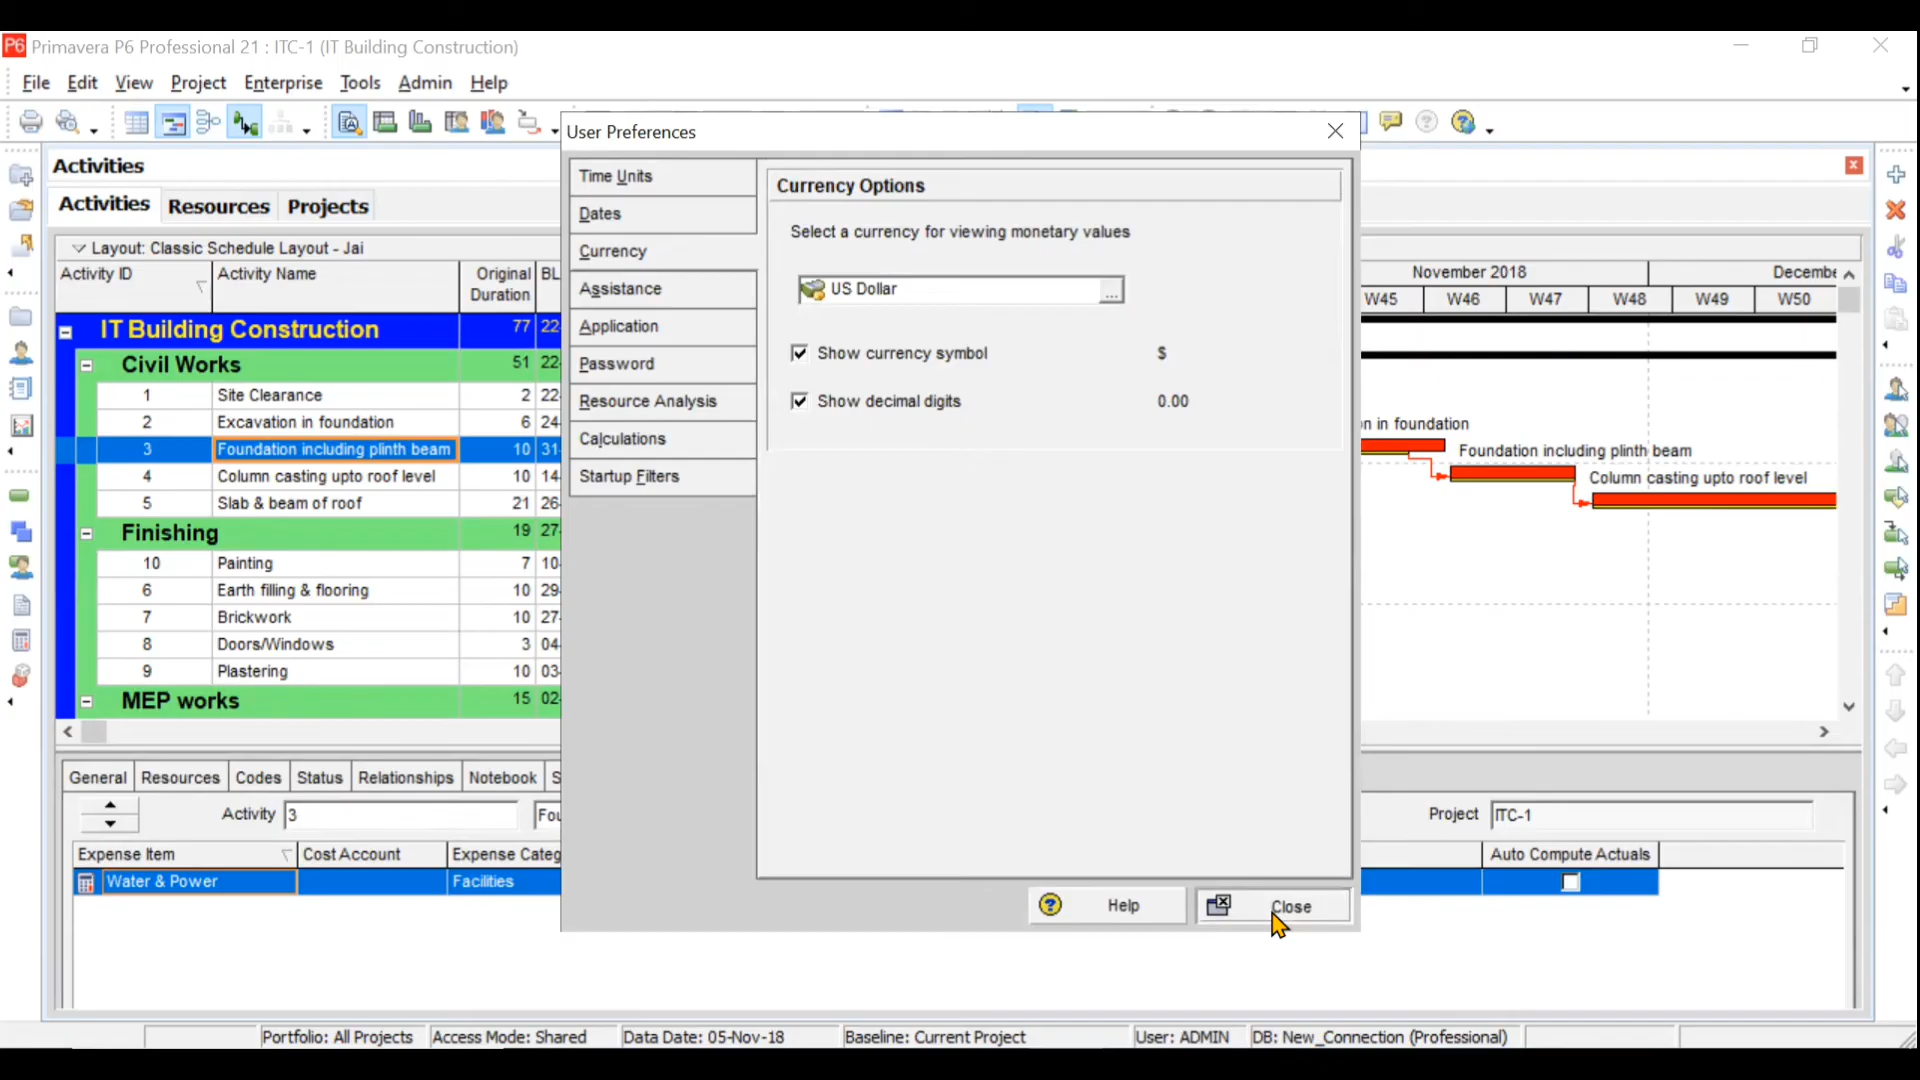 P6 Primavera P6 Professional 21 : ITC-1 (IT Building Construction)
File Edit View Project Enterprise Tools Admin Help
User Preferences
Activities
Activities Resources Projects
Layout: Classic Schedule Layout - Jai
Activity ID Activity Name Original Duration BL
IT Building Construction 77 22-
Civil Works 51 22-
1 Site Clearance 2 22-
2 Excavation in foundation 6 24-
3 Foundation including plinth beam 10 31-
4 Column casting upto roof level 10 14-
5 Slab & beam of roof 21 26-
Finishing 19 27-
10 Painting 7 10-
6 Earth filling & flooring 10 29-
7 Brickwork 10 27-
8 Doors/Windows 3 04-
9 Plastering 10 03-
MEP works 15 02-
Time Units
Dates
Currency
Assistance
Application
Password
Resource Analysis
Calculations
Startup Filters
Currency Options
Select a currency for viewing monetary values
US Dollar ...
Show currency symbol $
Show decimal digits 0.00
Help Close
November 2018 Decembe
W45 W46 W47 W48 W49 W50
n in foundation
Foundation including plinth beam
Column casting upto roof level
General Resources Codes Status Relationships Notebook S
Activity 3 Fou Project ITC-1
Expense Item Cost Account Expense Categ Auto Compute Actuals
Water & Power Facilities
Portfolio: All Projects Access Mode: Shared Data Date: 05-Nov-18 Baseline: Current Project User: ADMIN DB: New_Connection (Professional)